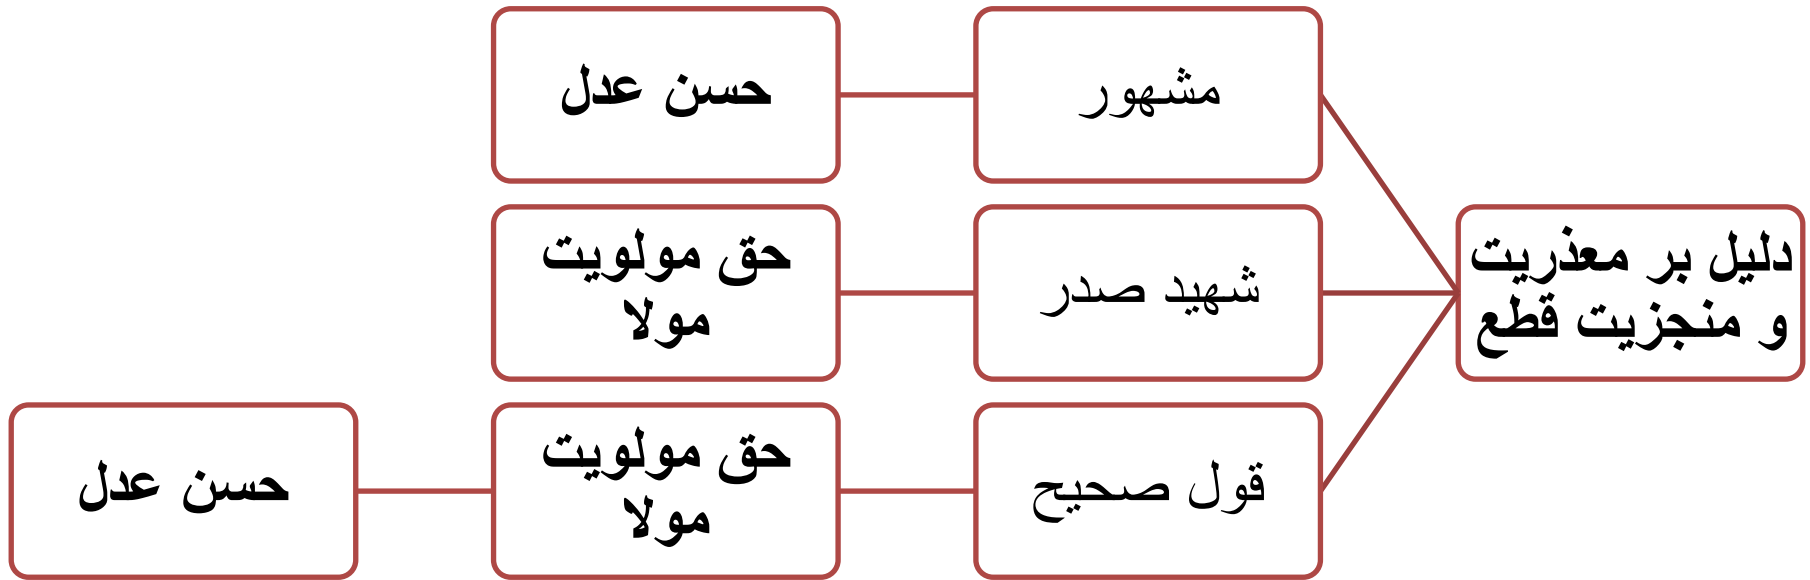 دلیل بر معذریت
و منجزیت قطع
مشهور
حسن عدل
شهید صدر
حق مولویت
مولا
قول صحیح
حق مولویت
مولا
حسن عدل